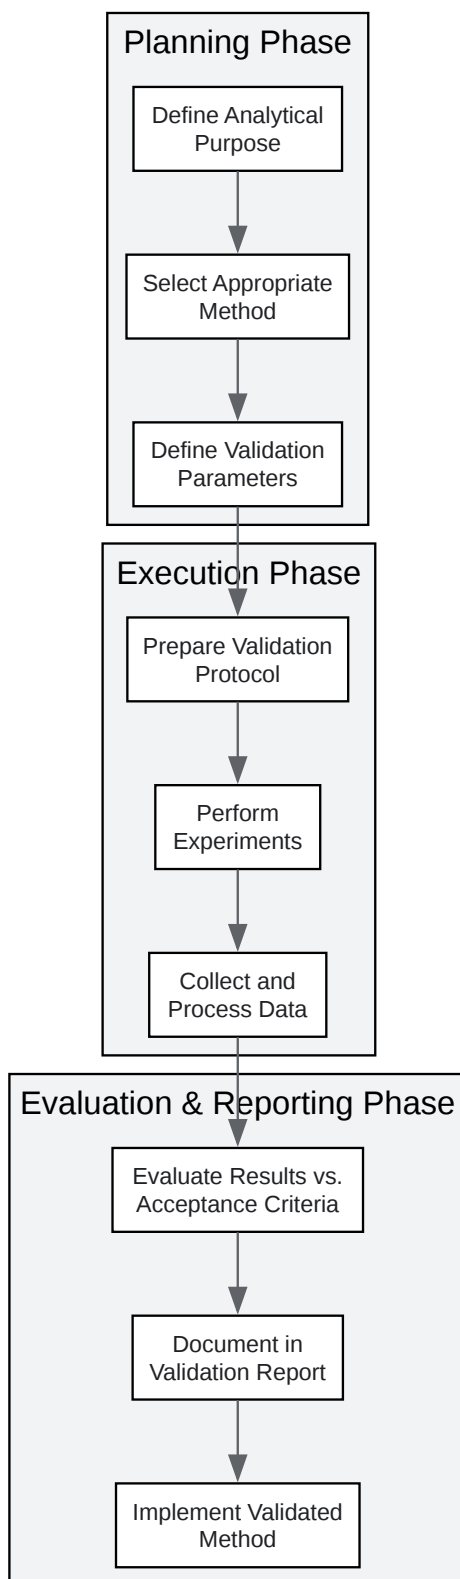 Planning Phase
Define Analytical
Purpose
Select Appropriate
Method
Define Validation
Parameters
Execution Phase
Prepare Validation
Protocol
Perform
Experiments
Collect and
Process Data
Evaluation & Reporting Phase
Evaluate Results vs.
Acceptance Criteria
Document in
Validation Report
Implement Validated
Method